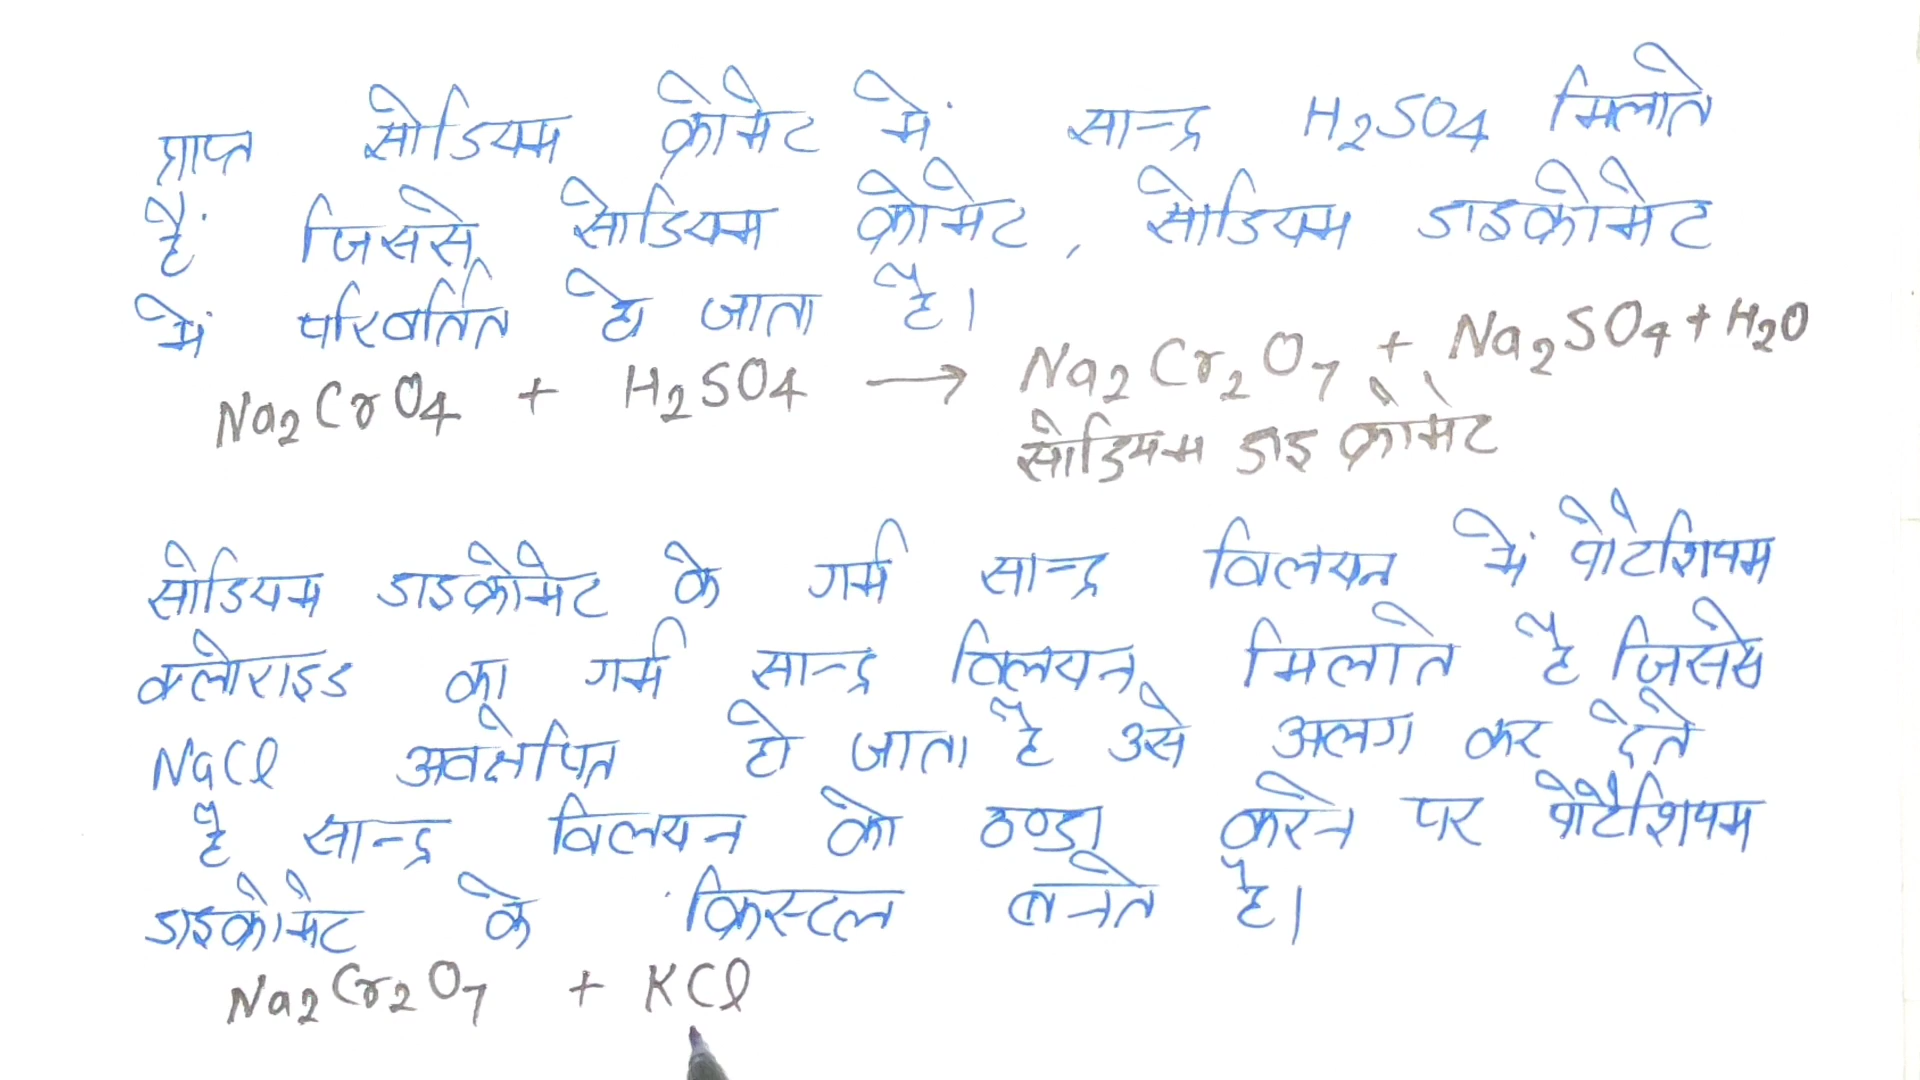 प्राप्त सोडियम क्रोमेट में सान्द्र H2SO4 मिलाते
हैं जिससे सोडियम क्रोमेट, सोडियम डाइक्रोमेट
में परिवर्तित हो जाता है।
Na2CrO4 + H2SO4 → Na2Cr2O7 + Na2SO4 + H2O
सोडियम डाइ क्रोमेट
सोडियम डाइक्रोमेट के गर्म सान्द्र विलयन में पोटैशियम
क्लोराइड का गर्म सान्द्र विलयन मिलाते है जिससे
NaCl अवक्षेपित हो जाता है उसे अलग कर देते
है सान्द्र विलयन को ठण्डा करने पर पोटैशियम
डाइक्रोमेट के क्रिस्टल बनते है।
Na2Cr2O7 + KCl